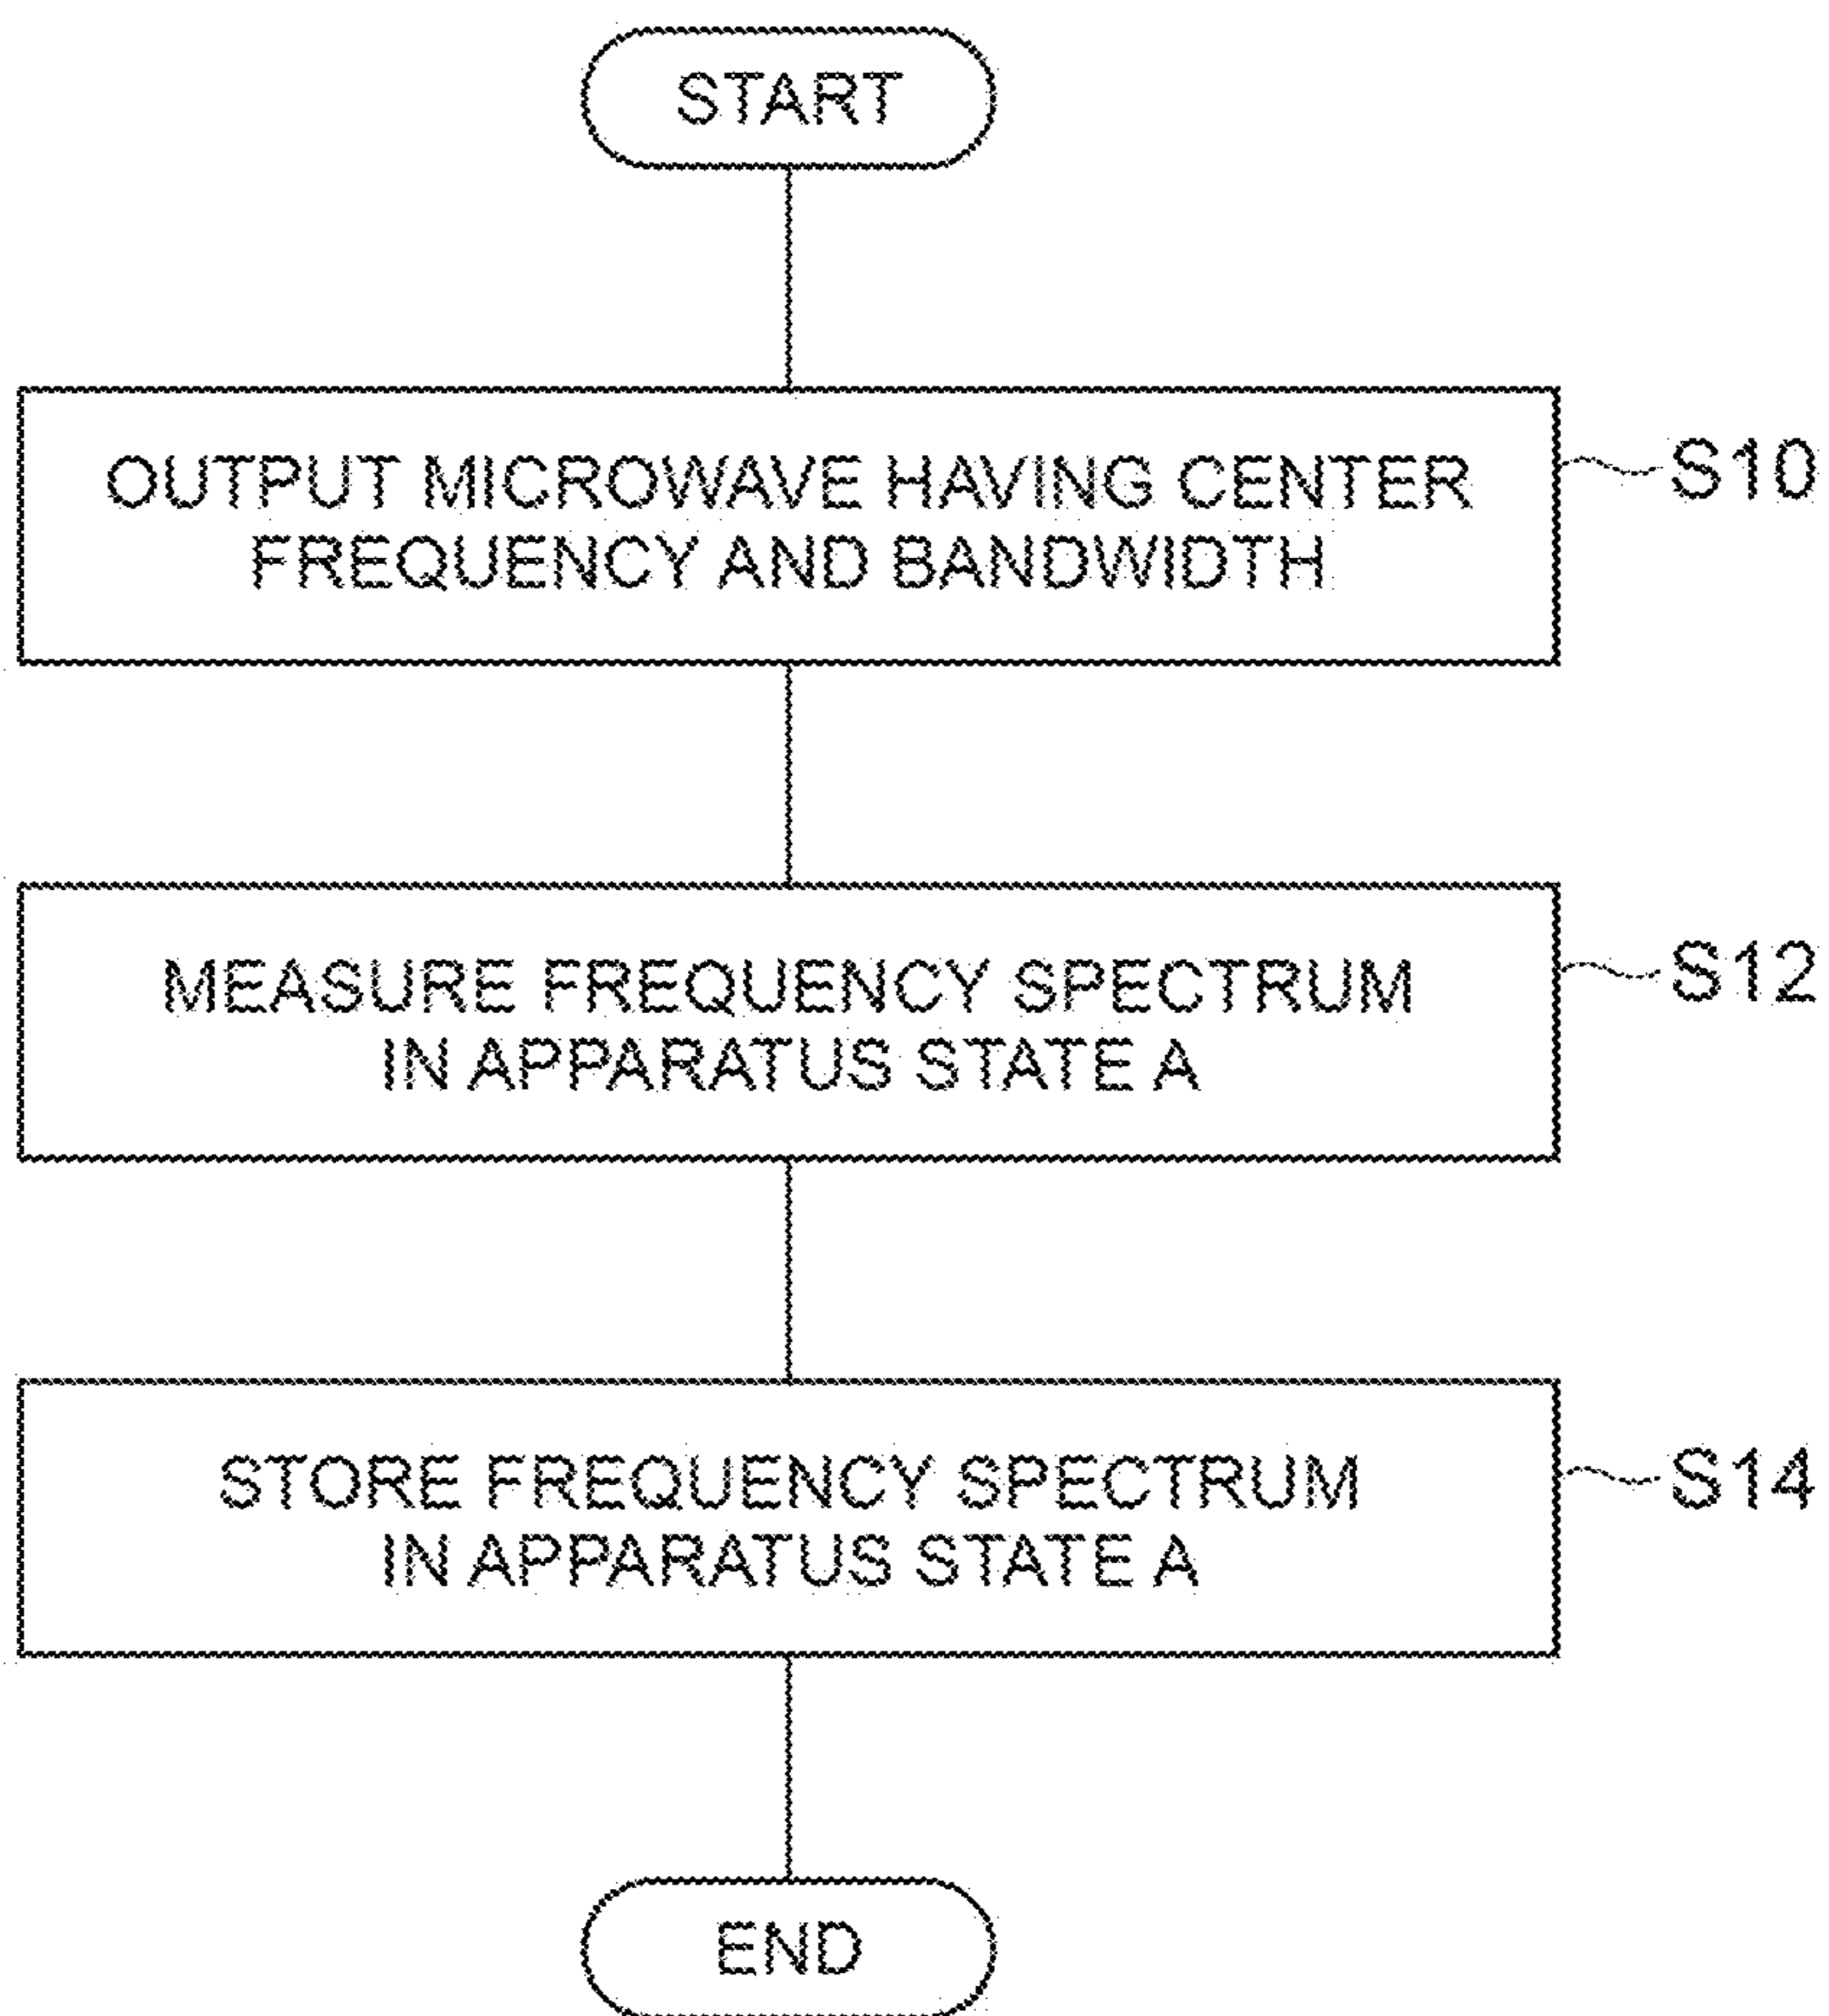 START
OUTPUT MICROWAVE HAVING CENTER
FREQUENCY AND BANDWIDTH
S10
MEASURE FREQUENCY SPECTRUM
IN APPARATUS STATE A
S12
STORE FREQUENCY SPECTRUM
IN APPARATUS STATE A
S14
END